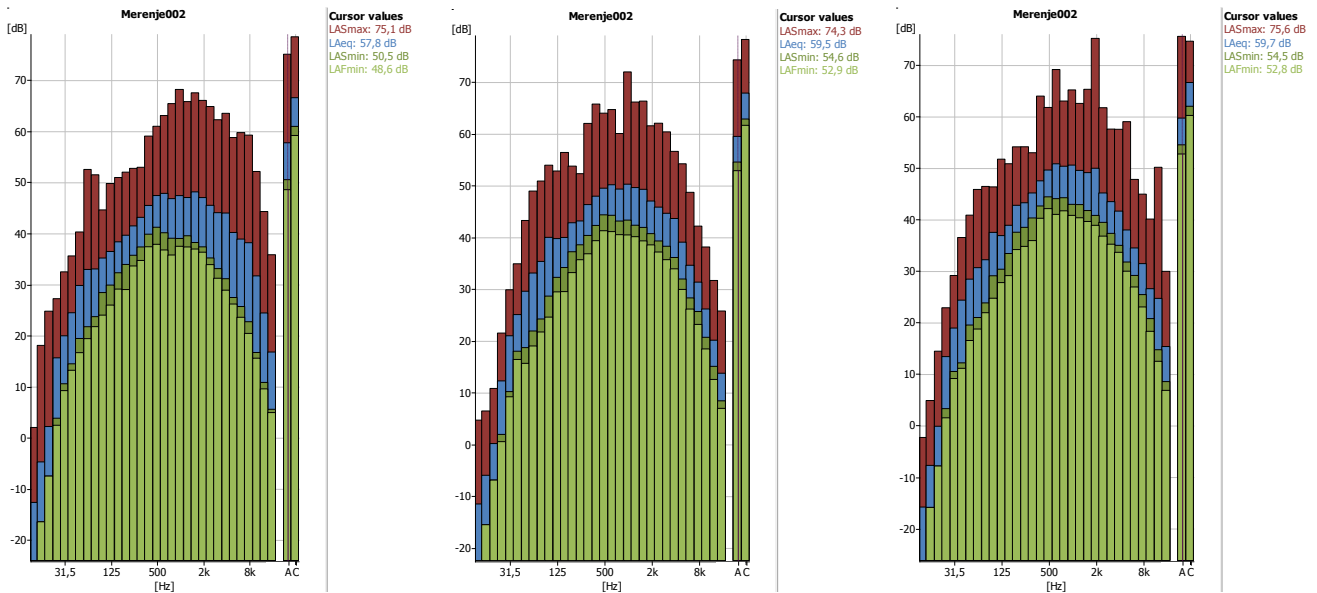 Merenje002
[dB]
70
60
50
40
30
20
10
0
-10
-20
31,5 125 500 2k 8k A C
[Hz]
Cursor values
LASmax: 75,1 dB
LAeq: 57,8 dB
LASmin: 50,5 dB
LAFmin: 48,6 dB
Merenje002
[dB]
70
60
50
40
30
20
10
0
-10
-20
31,5 125 500 2k 8k A C
[Hz]
Cursor values
LASmax: 74,3 dB
LAeq: 59,5 dB
LASmin: 54,6 dB
LAFmin: 52,9 dB
Merenje002
[dB]
70
60
50
40
30
20
10
0
-10
-20
31,5 125 500 2k 8k A C
[Hz]
Cursor values
LASmax: 75,6 dB
LAeq: 59,7 dB
LASmin: 54,5 dB
LAFmin: 52,8 dB